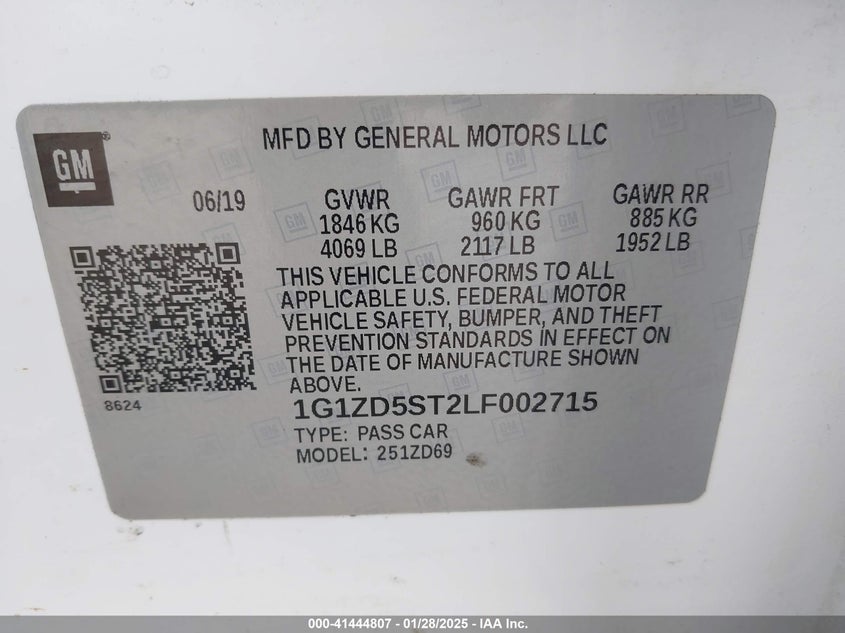 GM
MFD BY GENERAL MOTORS LLC
06/19
GVWR
1846 KG
4069 LB
GAWR FRT
960 KG
2117 LB
GAWR RR
885 KG
1952 LB
THIS VEHICLE CONFORMS TO ALL
APPLICABLE U.S. FEDERAL MOTOR
VEHICLE SAFETY, BUMPER, AND THEFT
PREVENTION STANDARDS IN EFFECT ON
THE DATE OF MANUFACTURE SHOWN
ABOVE.
8624
1G1ZD5ST2LF002715
TYPE: PASS CAR
MODEL: 251ZD69
000-41444807 - 01/28/2025 - IAA Inc.